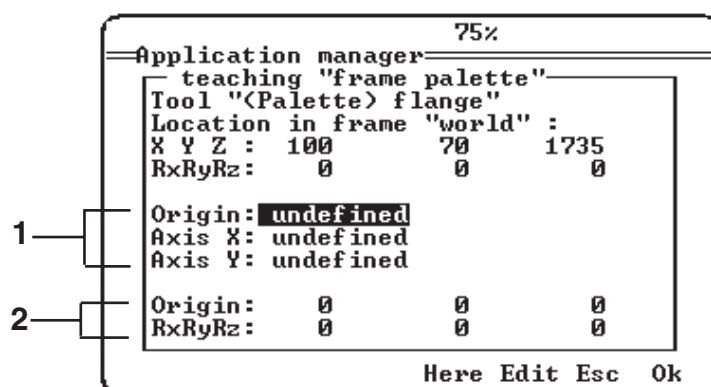 75%
Application manager
teaching "frame palette"
Tool "(Palette) flange"
Location in frame "world" :
X Y Z : 100 70 1735
RxRyRz: 0 0 0
Origin: undefined
1
Axis X: undefined
Axis Y: undefined
Origin: 0 0 0
2
RxRyRz: 0 0 0
Here Edit Esc Ok